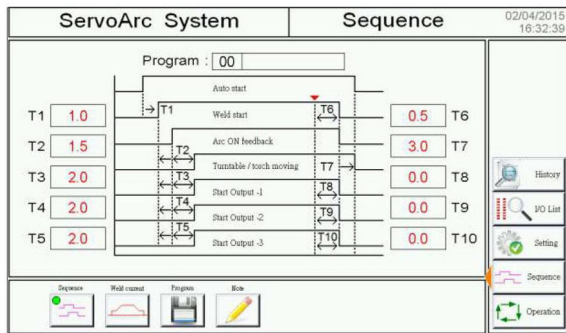 ServoArc System
Sequence
02/04/2015
16:32:39
Program : 00
Auto start
T1 1.0
T1
Weld start
T6
0.5 T6
T2 1.5
Arc ON feedback
3.0 T7
T2
T3 2.0
Turntable / torch moving
T7
0.0 T8
T3
T8
T4 2.0
Start Output -1
0.0 T9
T4
Start Output -2
T9
T5 2.0
T5
Start Output -3
T10
0.0 T10
History
I/O List
Setting
Sequence
Operation
Sequence
Weld current
Program
Note